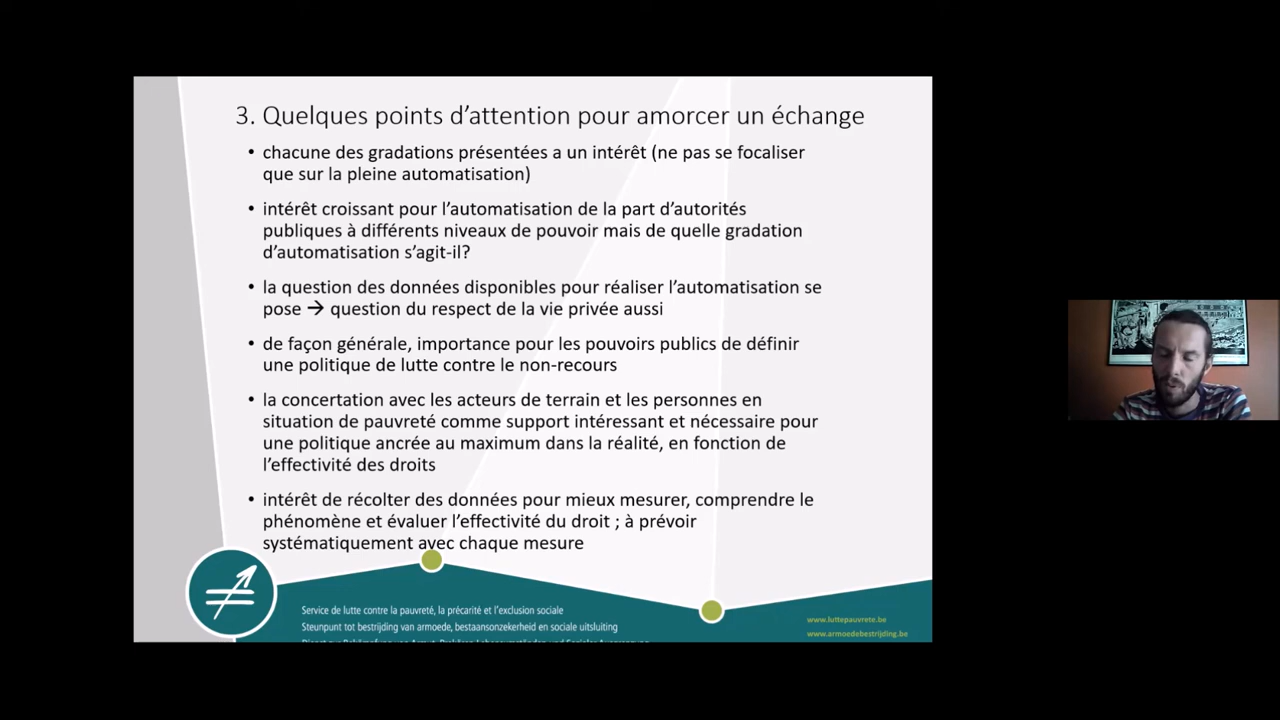 3. Quelques points d’attention pour amorcer un échange
• chacune des gradations présentées a un intérêt (ne pas se focaliser
que sur la pleine automatisation)
• intérêt croissant pour l’automatisation de la part d’autorités
publiques à différents niveaux de pouvoir mais de quelle gradation
d’automatisation s’agit-il?
• la question des données disponibles pour réaliser l’automatisation se
pose → question du respect de la vie privée aussi
• de façon générale, importance pour les pouvoirs publics de définir
une politique de lutte contre le non-recours
• la concertation avec les acteurs de terrain et les personnes en
situation de pauvreté comme support intéressant et nécessaire pour
une politique ancrée au maximum dans la réalité, en fonction de
l’effectivité des droits
• intérêt de récolter des données pour mieux mesurer, comprendre le
phénomène et évaluer l’effectivité du droit ; à prévoir
systématiquement avec chaque mesure
Service de lutte contre la pauvreté, la précarité et l'exclusion sociale
Steunpunt tot bestrijding van armoede, bestaansonzekerheid en sociale uitsluiting
www.luttepauvrete.be
www.armoedebestrijding.be